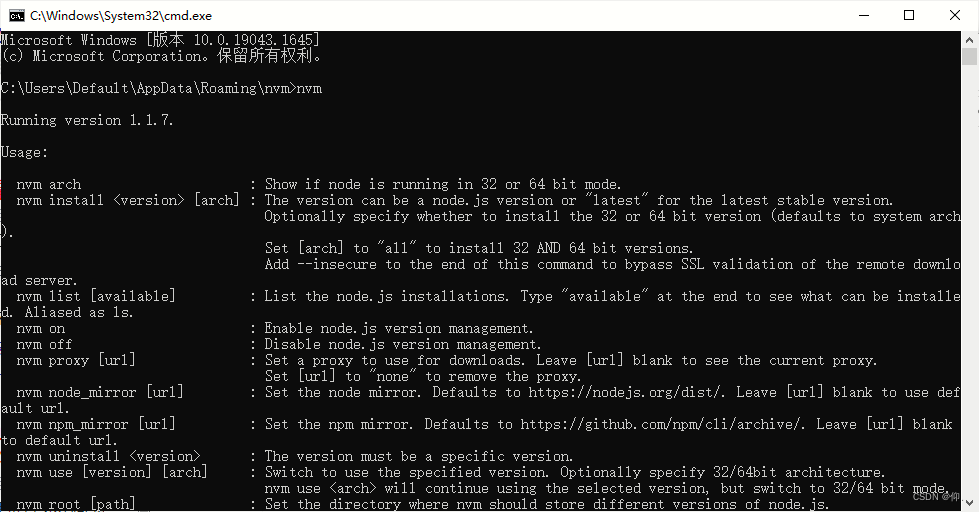 C:\Windows\System32\cmd.exe
Microsoft Windows [版本 10.0.19043.1645]
(c) Microsoft Corporation。保留所有权利。
C:\Users\Default\AppData\Roaming\nvm>nvm
Running version 1.1.7.
Usage:
nvm arch : Show if node is running in 32 or 64 bit mode.
nvm install <version> [arch] : The version can be a node.js version or "latest" for the latest stable version.
Optionally specify whether to install the 32 or 64 bit version (defaults to system arch
).
Set [arch] to "all" to install 32 AND 64 bit versions.
Add --insecure to the end of this command to bypass SSL validation of the remote downlo
ad server.
nvm list [available] : List the node.js installations. Type "available" at the end to see what can be installe
d. Aliased as ls.
nvm on : Enable node.js version management.
nvm off : Disable node.js version management.
nvm proxy [url] : Set a proxy to use for downloads. Leave [url] blank to see the current proxy.
Set [url] to "none" to remove the proxy.
nvm node_mirror [url] : Set the node mirror. Defaults to https://nodejs.org/dist/. Leave [url] blank to use def
ault url.
nvm npm_mirror [url] : Set the npm mirror. Defaults to https://github.com/npm/cli/archive/. Leave [url] blank
to default url.
nvm uninstall <version> : The version must be a specific version.
nvm use [version] [arch] : Switch to use the specified version. Optionally specify 32/64bit architecture.
nvm use <arch> will continue using the selected version, but switch to 32/64 bit mode.
nvm root [path] : Set the directory where nvm should store different versions of node.js.
CSDN @仰